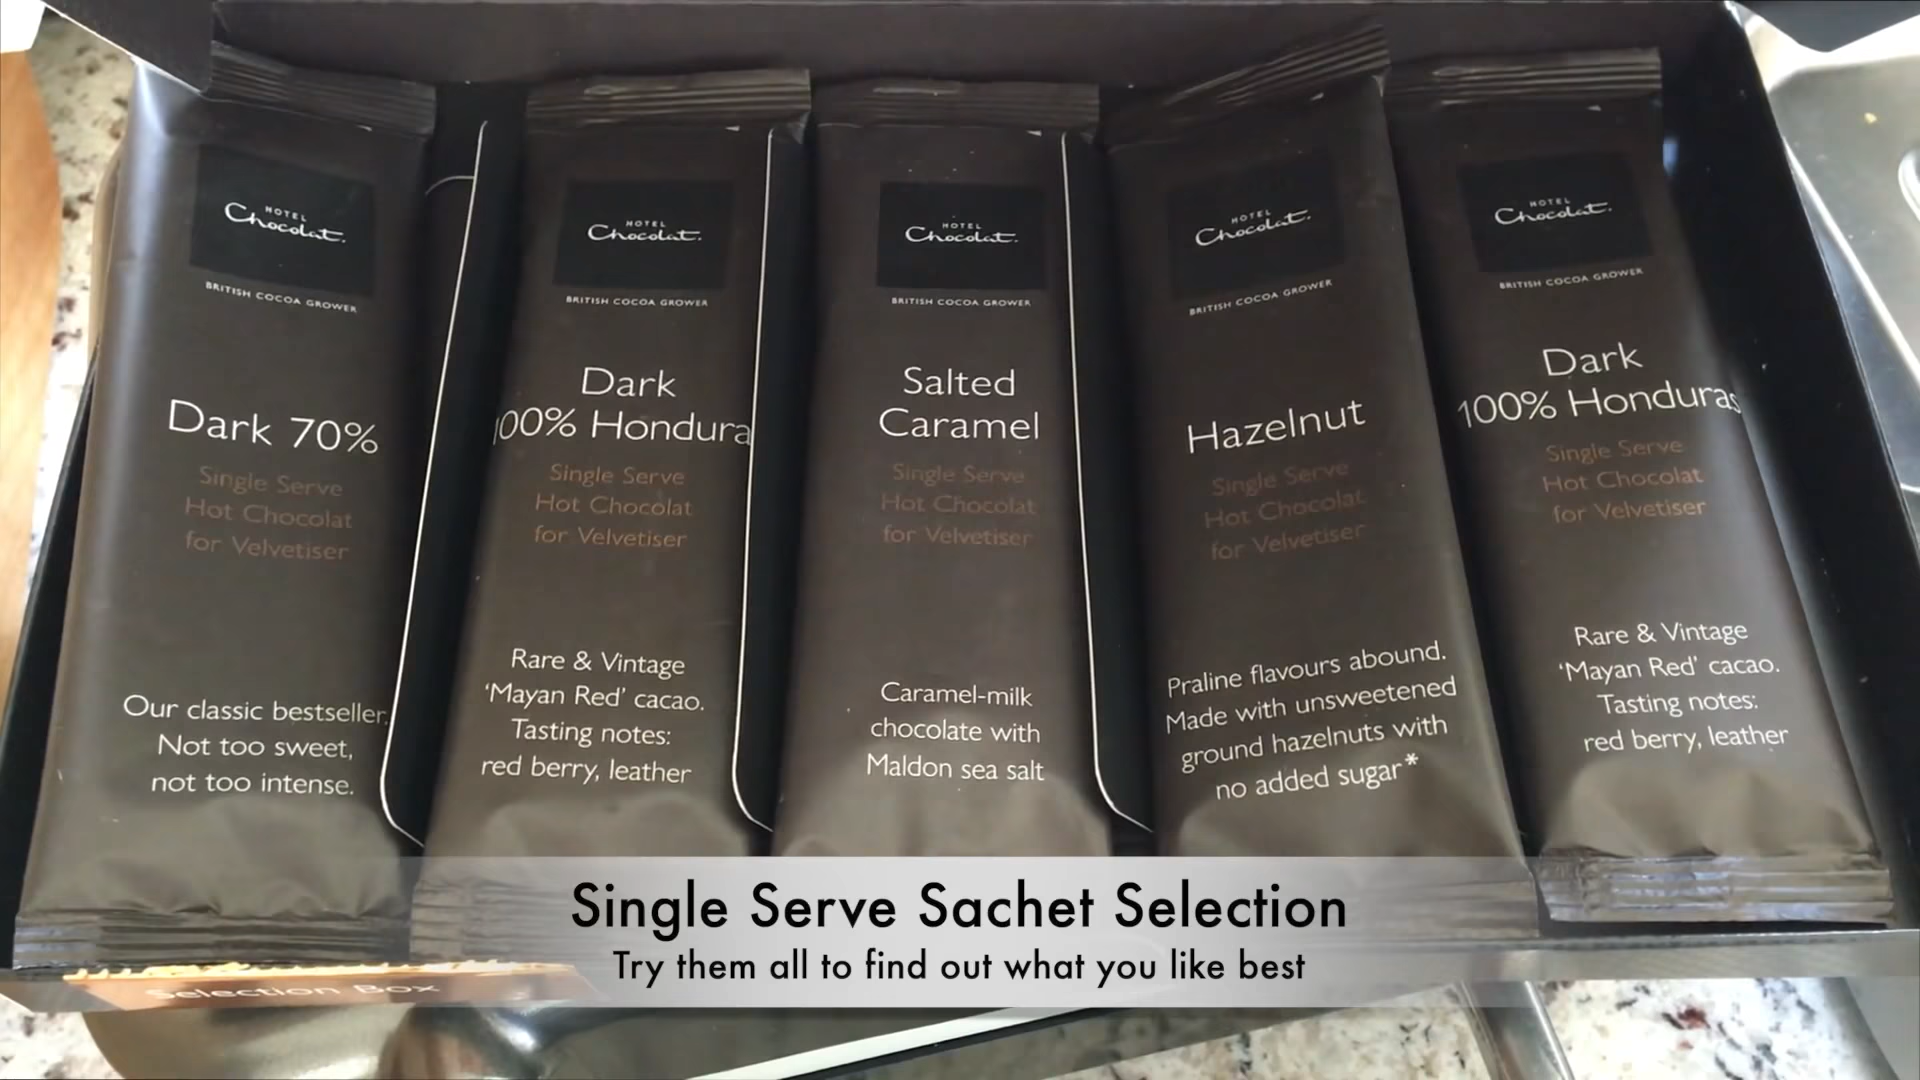 HOTEL
Chocolat.
BRITISH COCOA GROWER
Dark 70%
Single Serve
Hot Chocolat
for Velvetiser
Our classic bestseller.
Not too sweet,
not too intense.
HOTEL
Chocolat.
BRITISH COCOA GROWER
Dark
100% Hondura
Single Serve
Hot Chocolat
for Velvetiser
Rare & Vintage
‘Mayan Red’ cacao.
Tasting notes:
red berry, leather
HOTEL
Chocolat.
BRITISH COCOA GROWER
Salted
Caramel
Single Serve
Hot Chocolat
for Velvetiser
Caramel-milk
chocolate with
Maldon sea salt
HOTEL
Chocolat.
BRITISH COCOA GROWER
Hazelnut
Single Serve
Hot Chocolat
for Velvetiser
Praline flavours abound.
Made with unsweetened
ground hazelnuts with
no added sugar*
HOTEL
Chocolat.
BRITISH COCOA GROWER
Dark
100% Honduras
Single Serve
Hot Chocolat
for Velvetiser
Rare & Vintage
‘Mayan Red’ cacao.
Tasting notes:
red berry, leather
Selection Box
Single Serve Sachet Selection
Try them all to find out what you like best